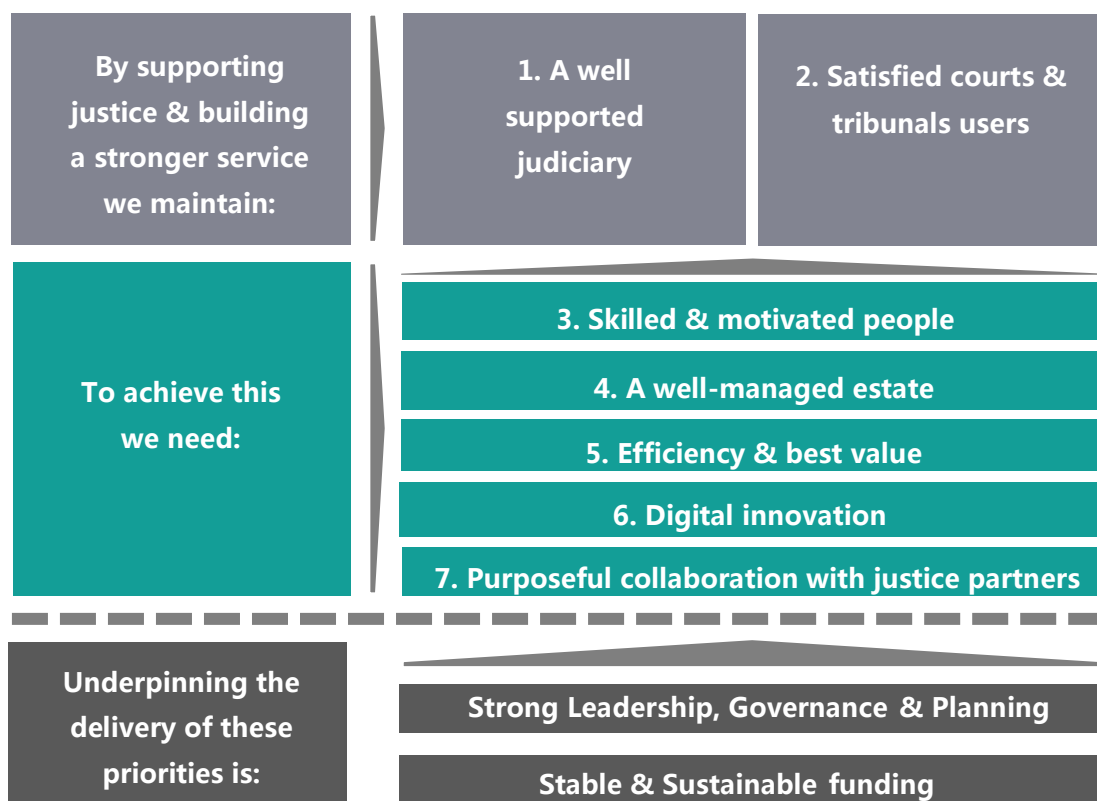 By supporting
justice & building
a stronger service
we maintain:
1. A well
supported
judiciary
2. Satisfied courts &
tribunals users
To achieve this
we need:
3. Skilled & motivated people
4. A well-managed estate
5. Efficiency & best value
6. Digital innovation
7. Purposeful collaboration with justice partners
Underpinning the
delivery of these
priorities is:
Strong Leadership, Governance & Planning
Stable & Sustainable funding